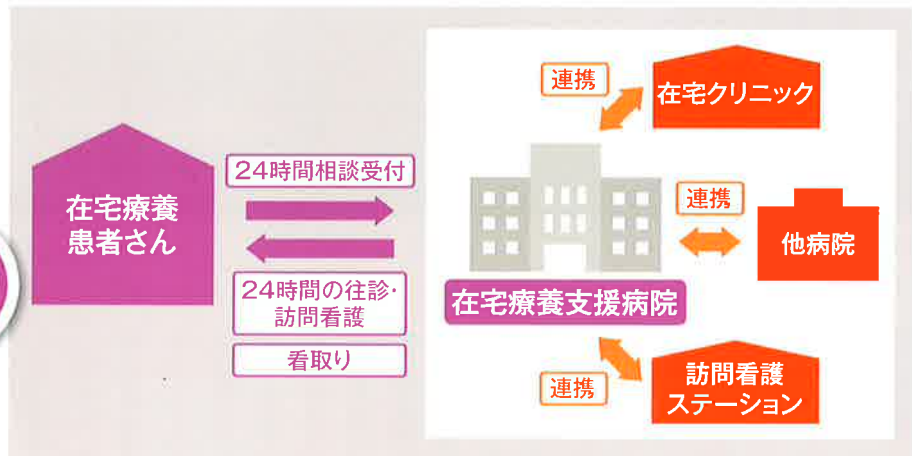 在宅療養
患者さん
24時間相談受付
24時間の往診・
訪問看護
看取り
在宅療養支援病院
連携
在宅クリニック
連携
他病院
連携
訪問看護
ステーション